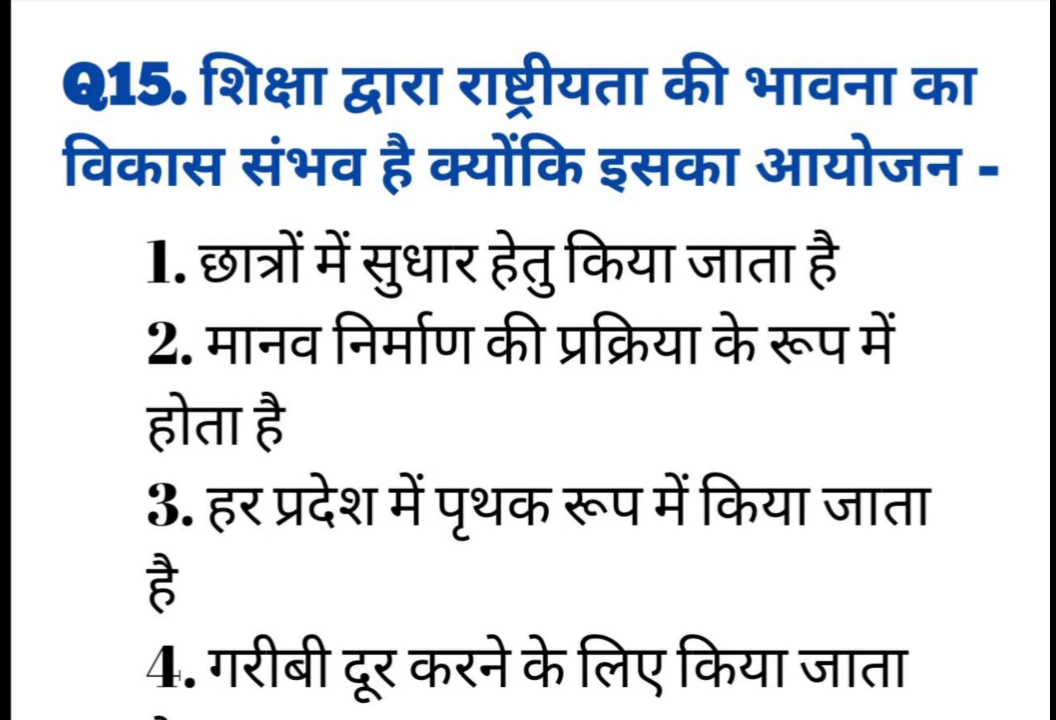 Q15. शिक्षा द्वारा राष्ट्रीयता की भावना का
विकास संभव है क्योंकि इसका आयोजन -
1. छात्रों में सुधार हेतु किया जाता है
2. मानव निर्माण की प्रक्रिया के रूप में
होता है
3. हर प्रदेश में पृथक रूप में किया जाता
है
4. गरीबी दूर करने के लिए किया जाता